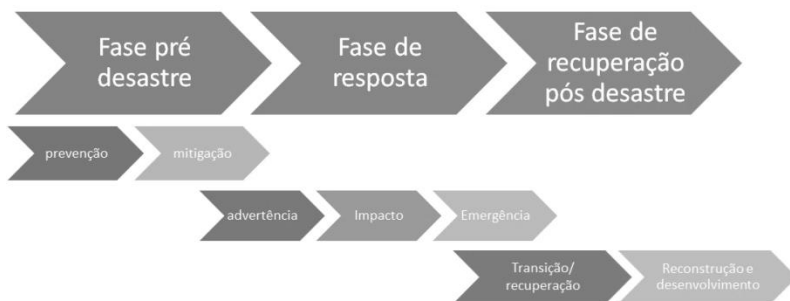 Fase pré
desastre
Fase de
resposta
Fase de
recuperação
pós desastre
prevenção
mitigação
advertência
Impacto
Emergência
Transição/
recuperação
Reconstrução e
desenvolvimento